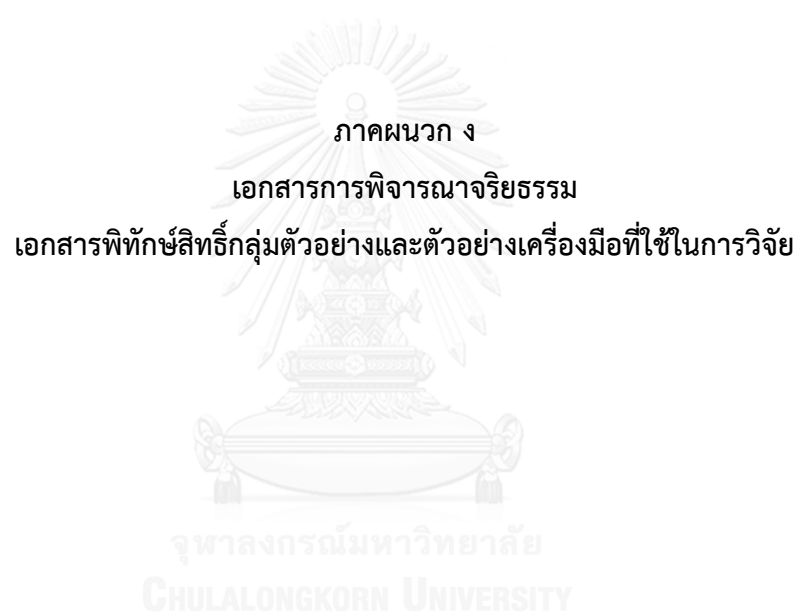 ภาคผนวก ง
เอกสารการพิจารณาจริยธรรม
เอกสารพิทักษ์สิทธิ์กลุ่มตัวอย่างและตัวอย่างเครื่องมือที่ใช้ในการวิจัย
จุฬาลงกรณ์มหาวิทยาลัย
CHULALONGKORN UNIVERSITY